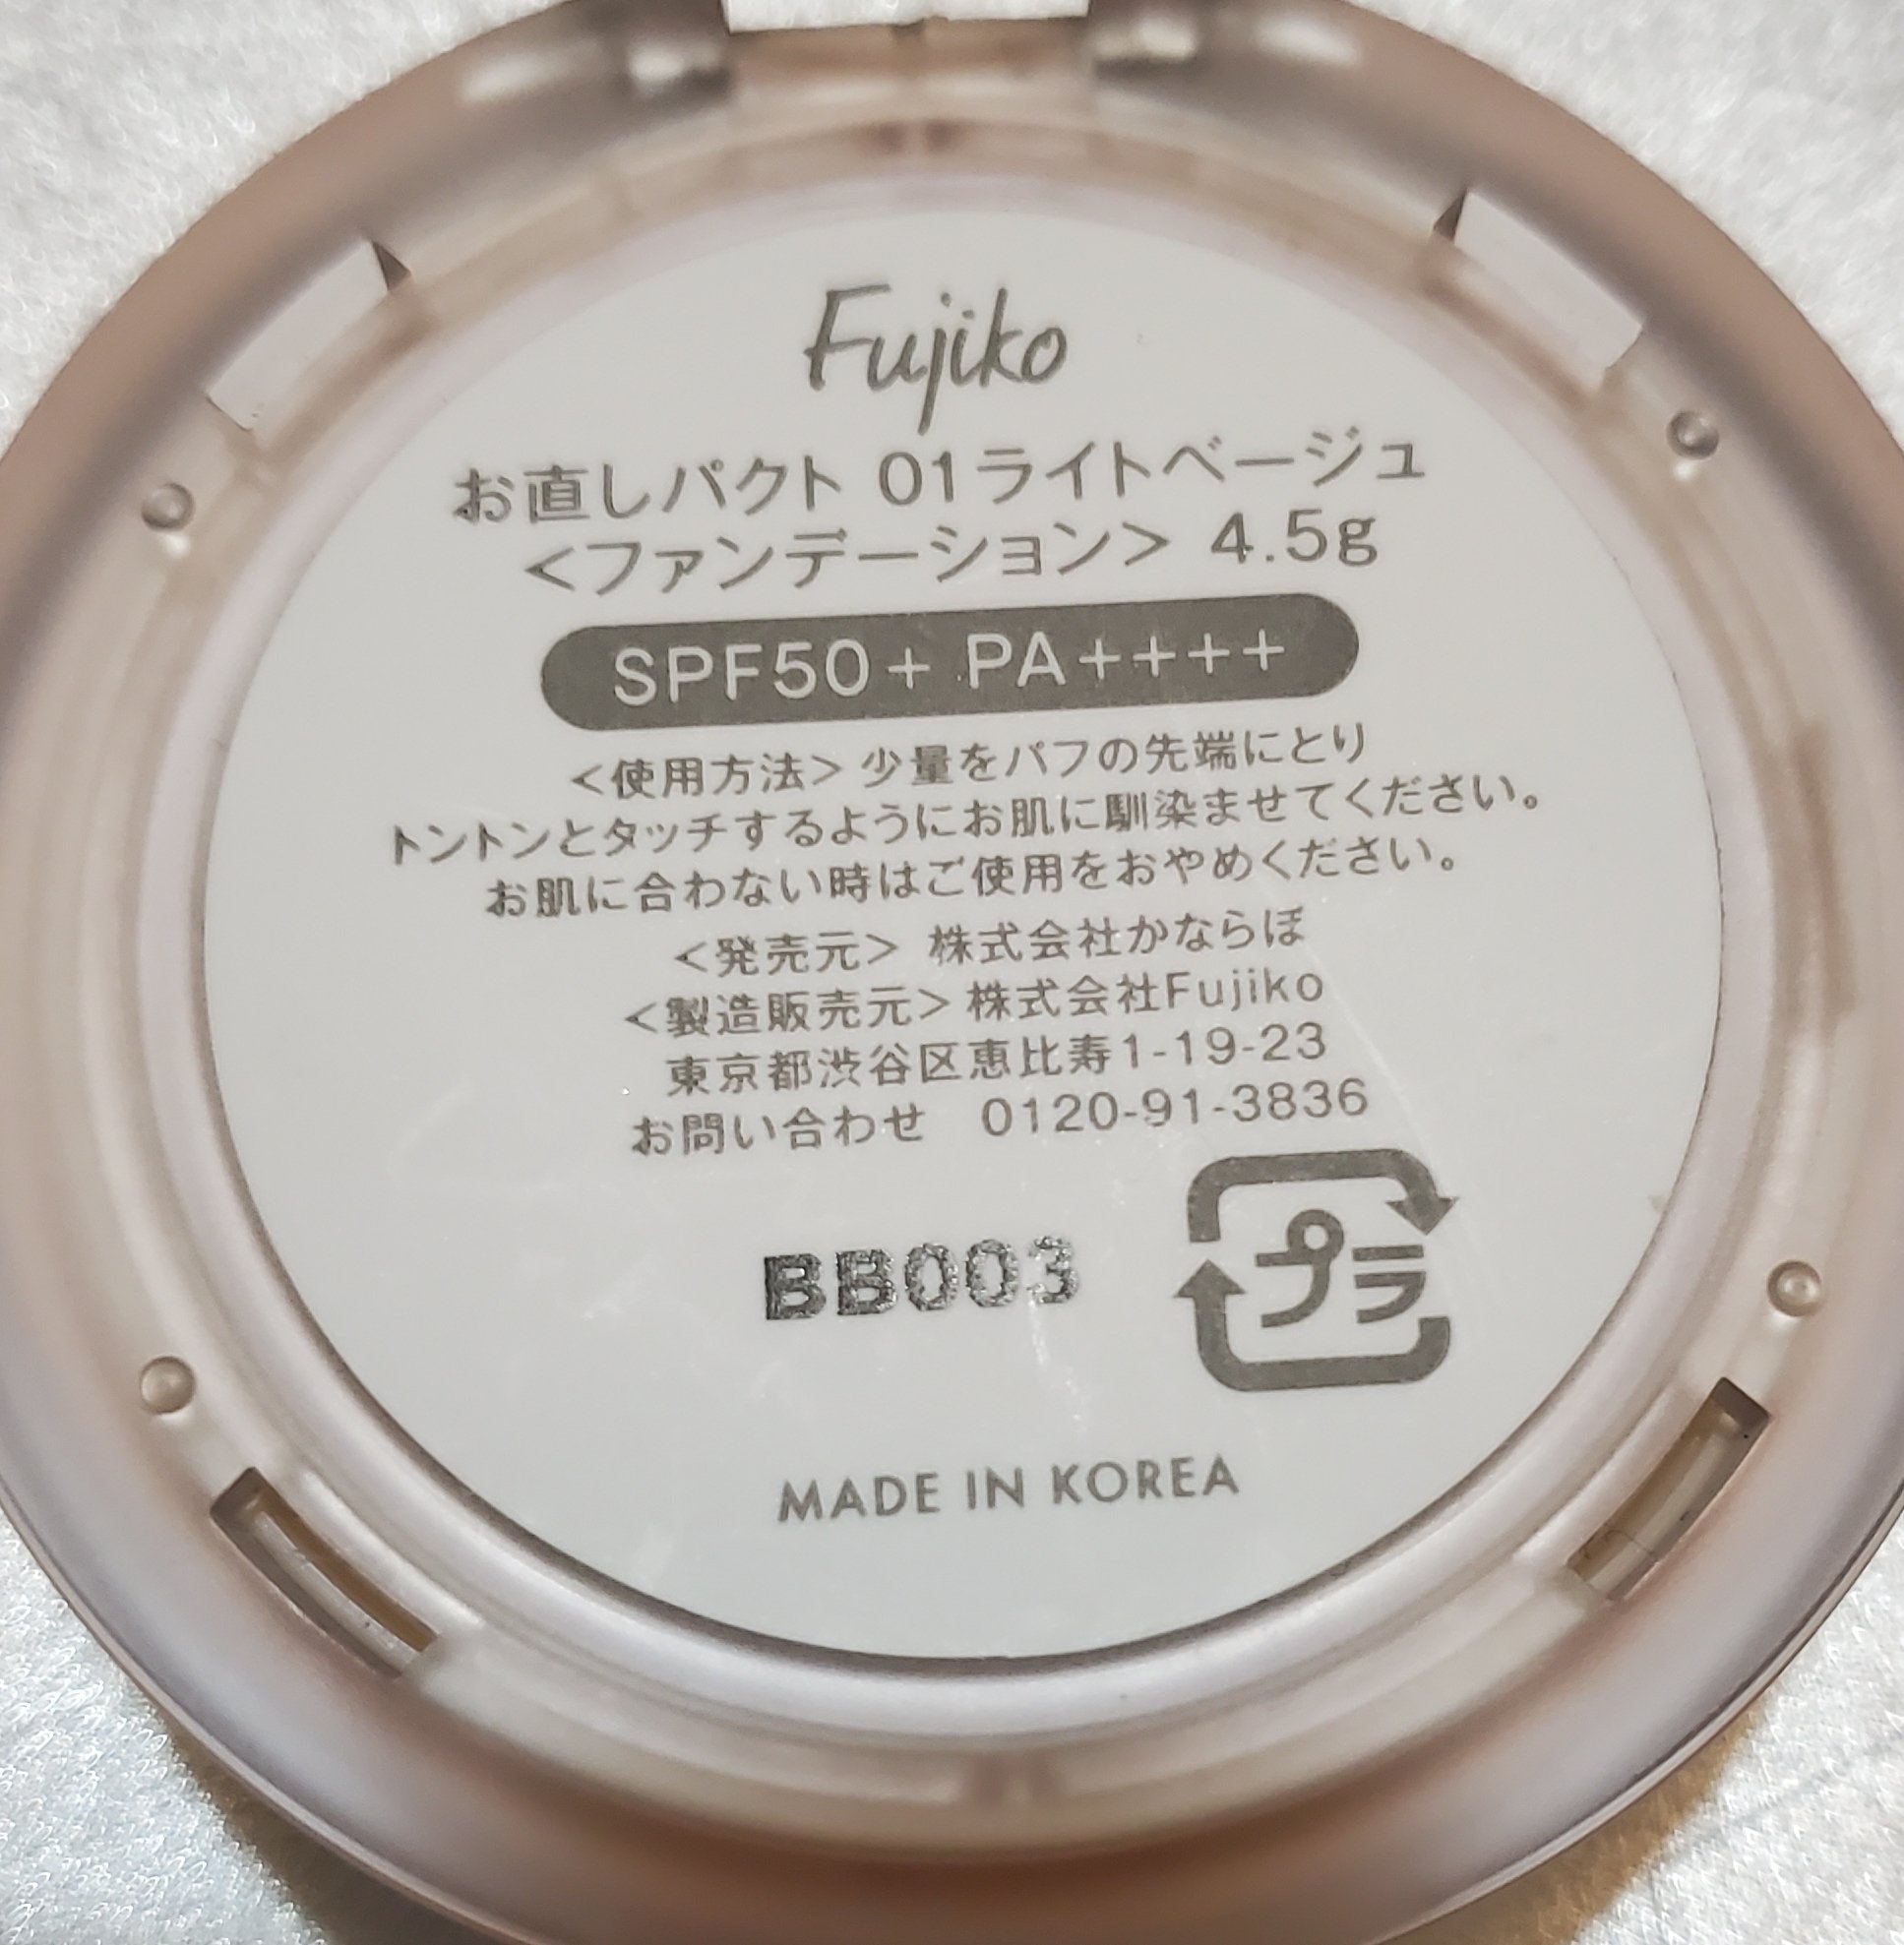 Fujiko
お直しパクト 01ライトベージュ
<ファンデーション> 4.5g
SPF50+ PA++++
<使用方法>少量をパフの先端にとり
トントンとタッチするようにお肌に馴染ませてください。
お肌に合わない時はご使用をおやめください。
<発売元> 株式会社かならぼ
<製造販売元>株式会社Fujiko
東京都渋谷区恵比寿1-19-23
お問い合わせ　0120-91-3836
BB003
プラ
MADE IN KOREA